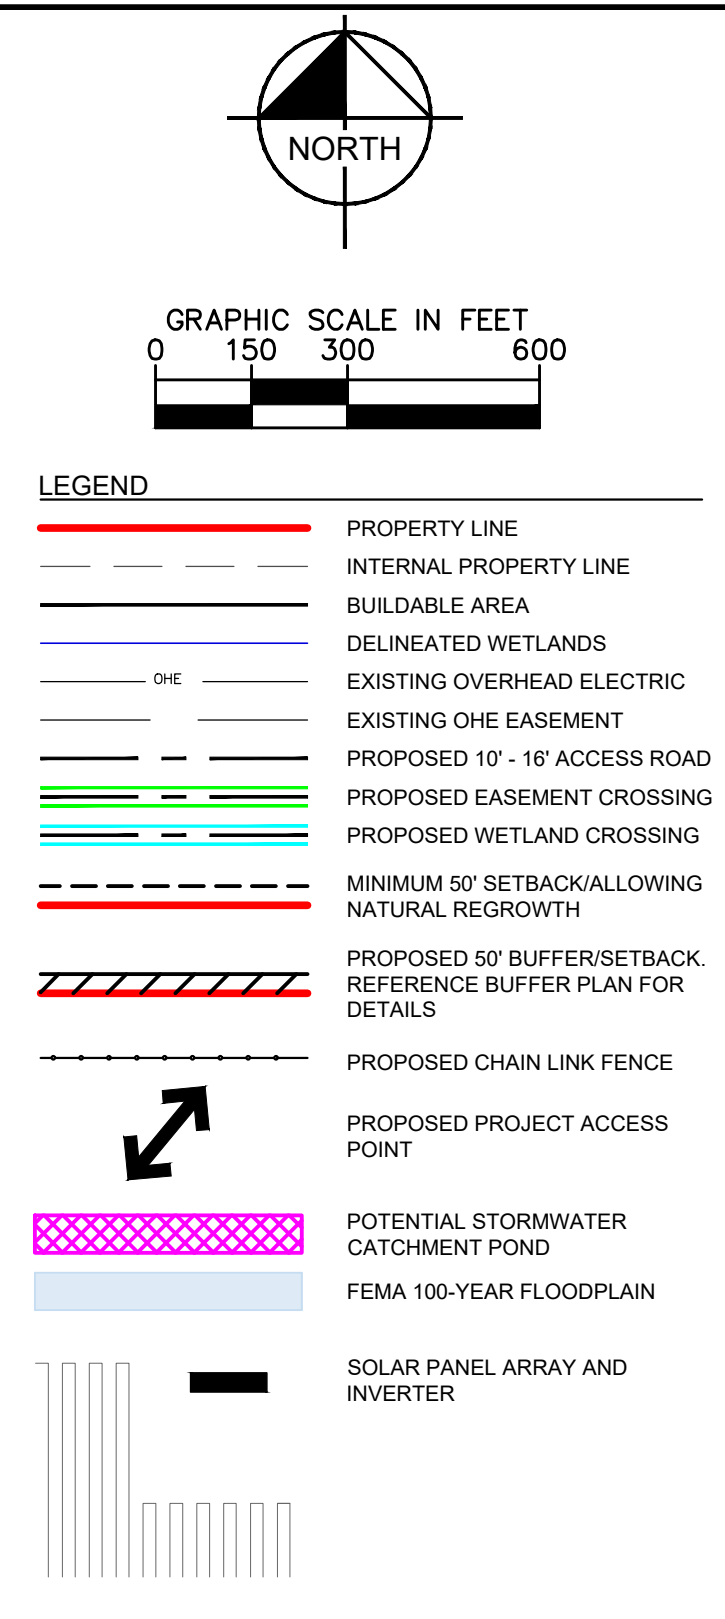 NORTH
GRAPHIC SCALE IN FEET
0 150 300 600
LEGEND
PROPERTY LINE
INTERNAL PROPERTY LINE
BUILDABLE AREA
DELINEATED WETLANDS
OHE EXISTING OVERHEAD ELECTRIC
EXISTING OHE EASEMENT
PROPOSED 10' - 16' ACCESS ROAD
PROPOSED EASEMENT CROSSING
PROPOSED WETLAND CROSSING
MINIMUM 50' SETBACK/ALLOWING
NATURAL REGROWTH
PROPOSED 50' BUFFER/SETBACK.
REFERENCE BUFFER PLAN FOR
DETAILS
PROPOSED CHAIN LINK FENCE
PROPOSED PROJECT ACCESS
POINT
POTENTIAL STORMWATER
CATCHMENT POND
FEMA 100-YEAR FLOODPLAIN
SOLAR PANEL ARRAY AND
INVERTER